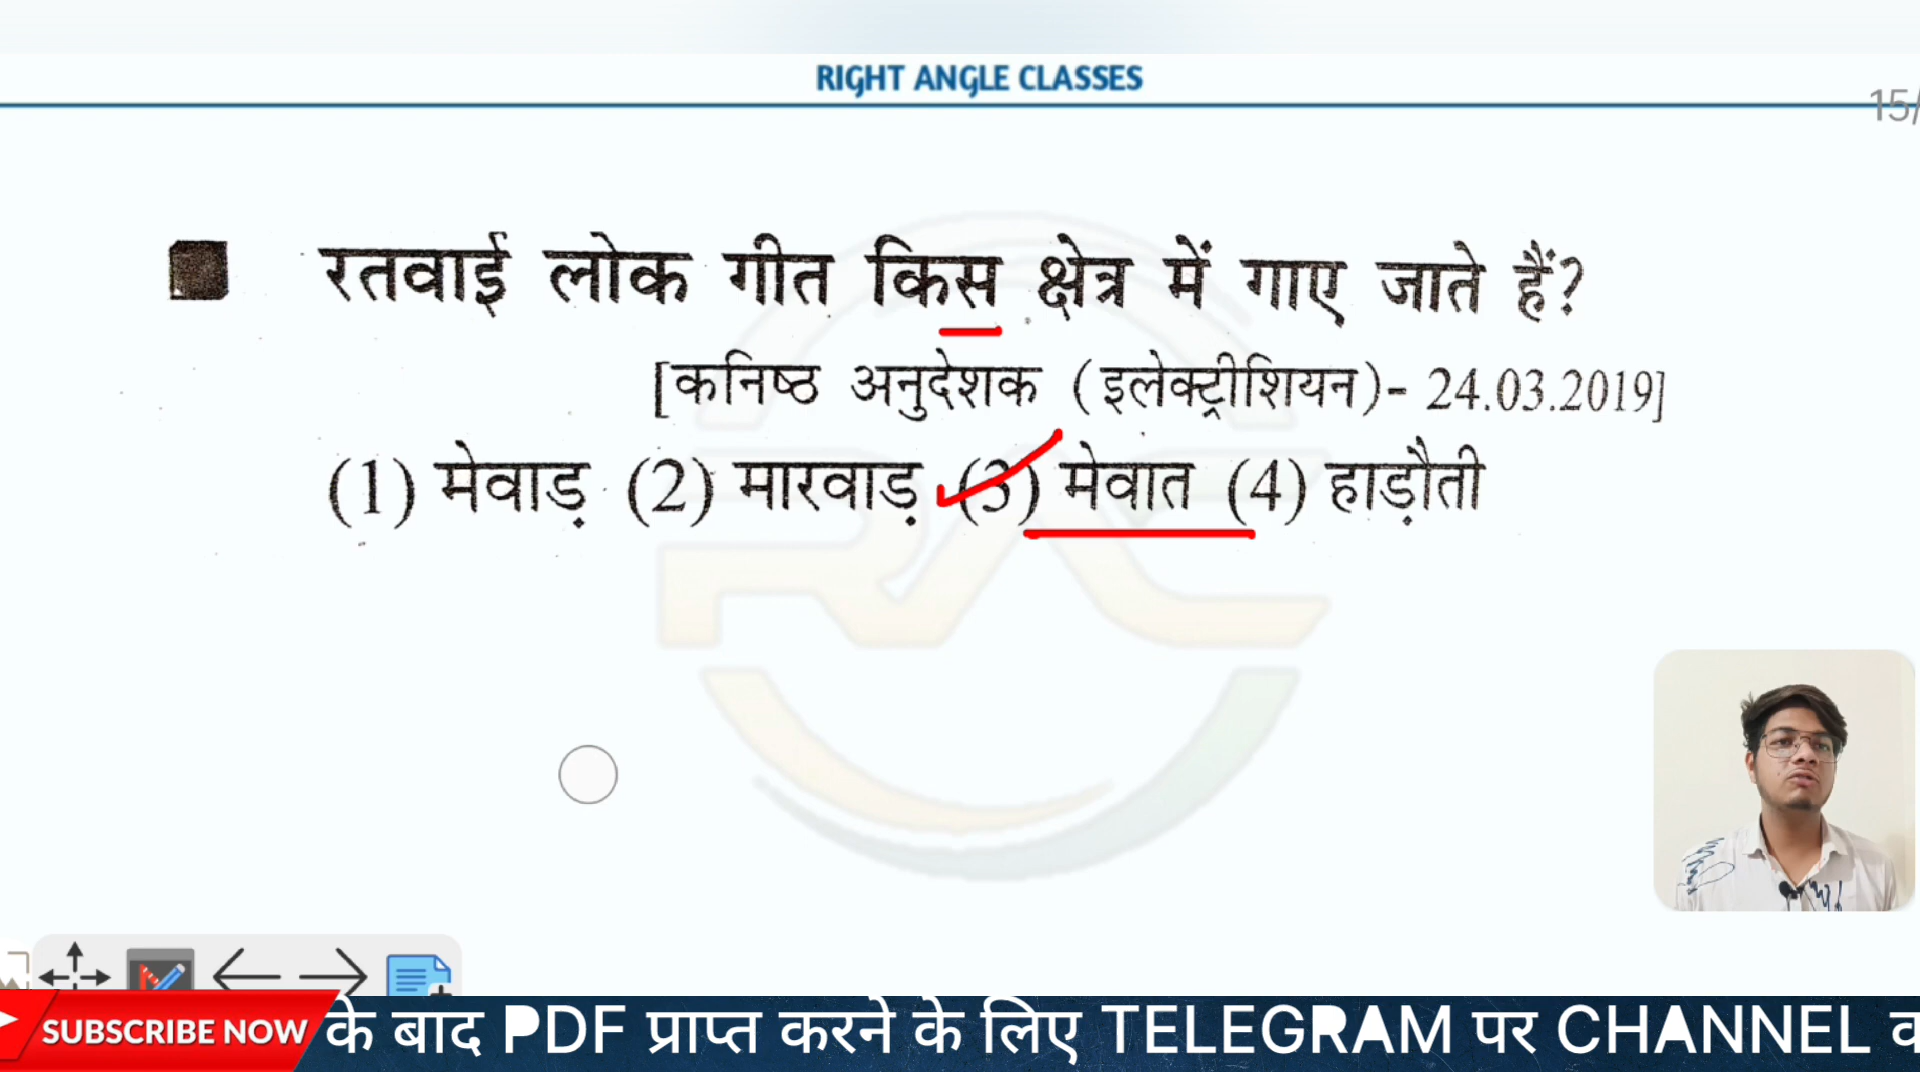 RIGHT ANGLE CLASSES
15/
रतवाई लोक गीत किस क्षेत्र में गाए जाते हैं?
[कनिष्ठ अनुदेशक (इलेक्ट्रीशियन)- 24.03.2019]
(1) मेवाड़ (2) मारवाड़ (3) मेवात (4) हाड़ौती
SUBSCRIBE NOW के बाद PDF प्राप्त करने के लिए TELEGRAM पर CHANNEL